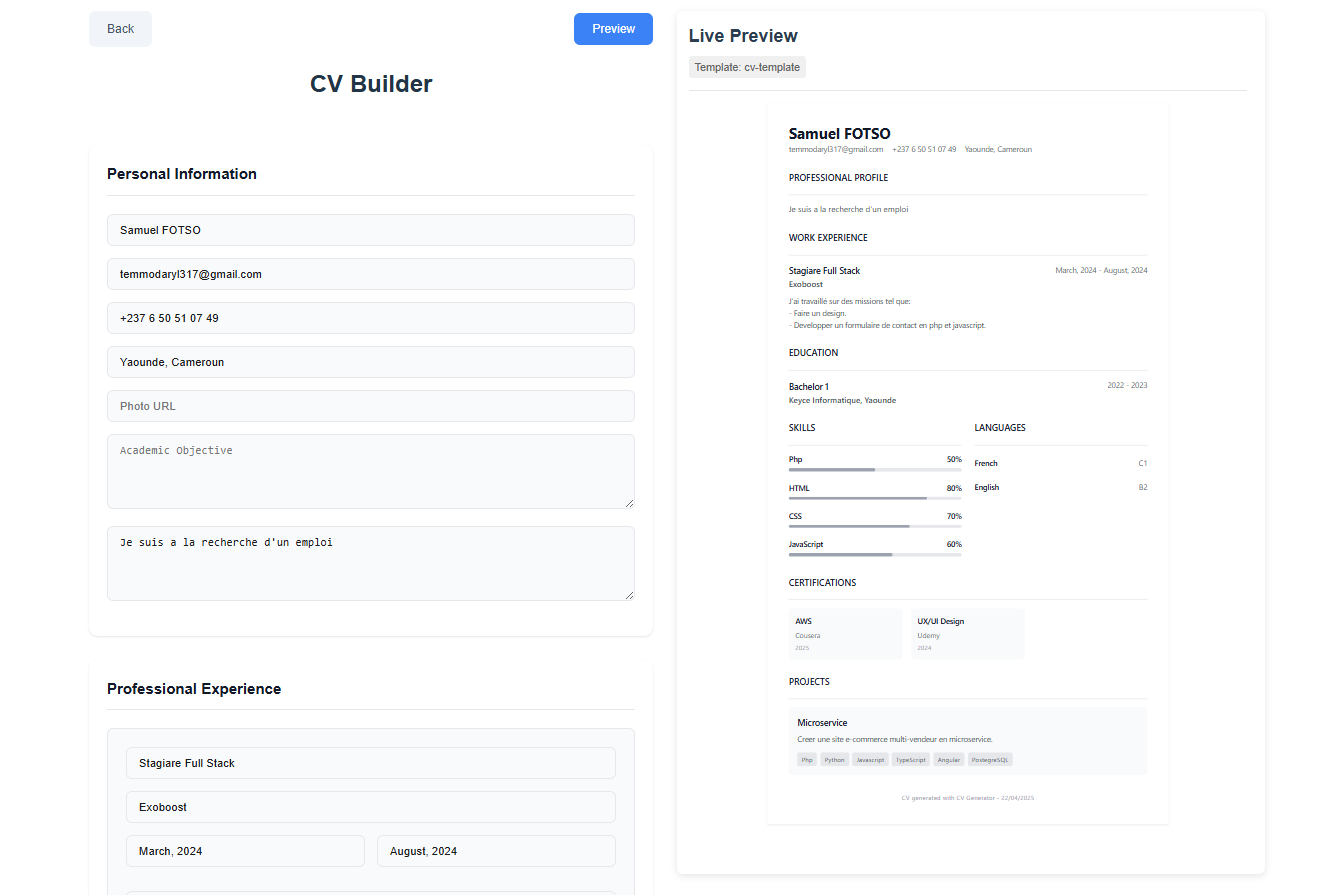 Back
Preview
CV Builder
Personal Information
Samuel FOTSO
temmodaryl317@gmail.com
+237 6 50 51 07 49
Yaounde, Cameroun
Photo URL
Academic Objective
Je suis a la recherche d'un emploi
Professional Experience
Stagiare Full Stack
Exoboost
March, 2024
August, 2024
Live Preview
Template: cv-template
Samuel FOTSO
temmodaryl317@gmail.com +237 6 50 51 07 49 Yaounde, Cameroun
PROFESSIONAL PROFILE
Je suis a la recherche d'un emploi
WORK EXPERIENCE
Stagiare Full Stack March, 2024 - August, 2024
Exoboost
J'ai travaillé sur des missions tel que:
- Faire un design.
- Developper un formulaire de contact en php et javascript.
EDUCATION
Bachelor 1 2022 - 2023
Keyce Informatique, Yaounde
SKILLS
Php 50%
HTML 80%
CSS 70%
JavaScript 60%
LANGUAGES
French C1
English B2
CERTIFICATIONS
AWS
Cousera
2025
UX/UI Design
Udemy
2024
PROJECTS
Microservice
Creer une site e-commerce multi-vendeur en microservice.
Php Python Javascript TypeScript Angular PostegreSQL
CV generated with CV Generator - 22/04/2025